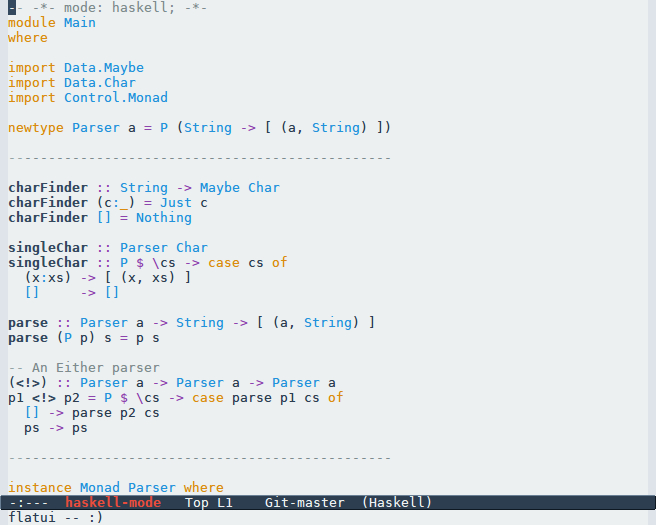 -- -*- mode: haskell; -*-
module Main
where
import Data.Maybe
import Data.Char
import Control.Monad
newtype Parser a = P (String -> [ (a, String) ])
------------------------------------------------
charFinder :: String -> Maybe Char
charFinder (c:_) = Just c
charFinder [] = Nothing
singleChar :: Parser Char
singleChar :: P $ \cs -> case cs of
  (x:xs) -> [ (x, xs) ]
  []     -> []
parse :: Parser a -> String -> [ (a, String) ]
parse (P p) s = p s
-- An Either parser
(<!>) :: Parser a -> Parser a -> Parser a
p1 <!> p2 = P $ \cs -> case parse p1 cs of
  [] -> parse p2 cs
  ps -> ps
------------------------------------------------
instance Monad Parser where
-:---  haskell-mode   Top L1    Git-master  (Haskell)
flatui -- :)